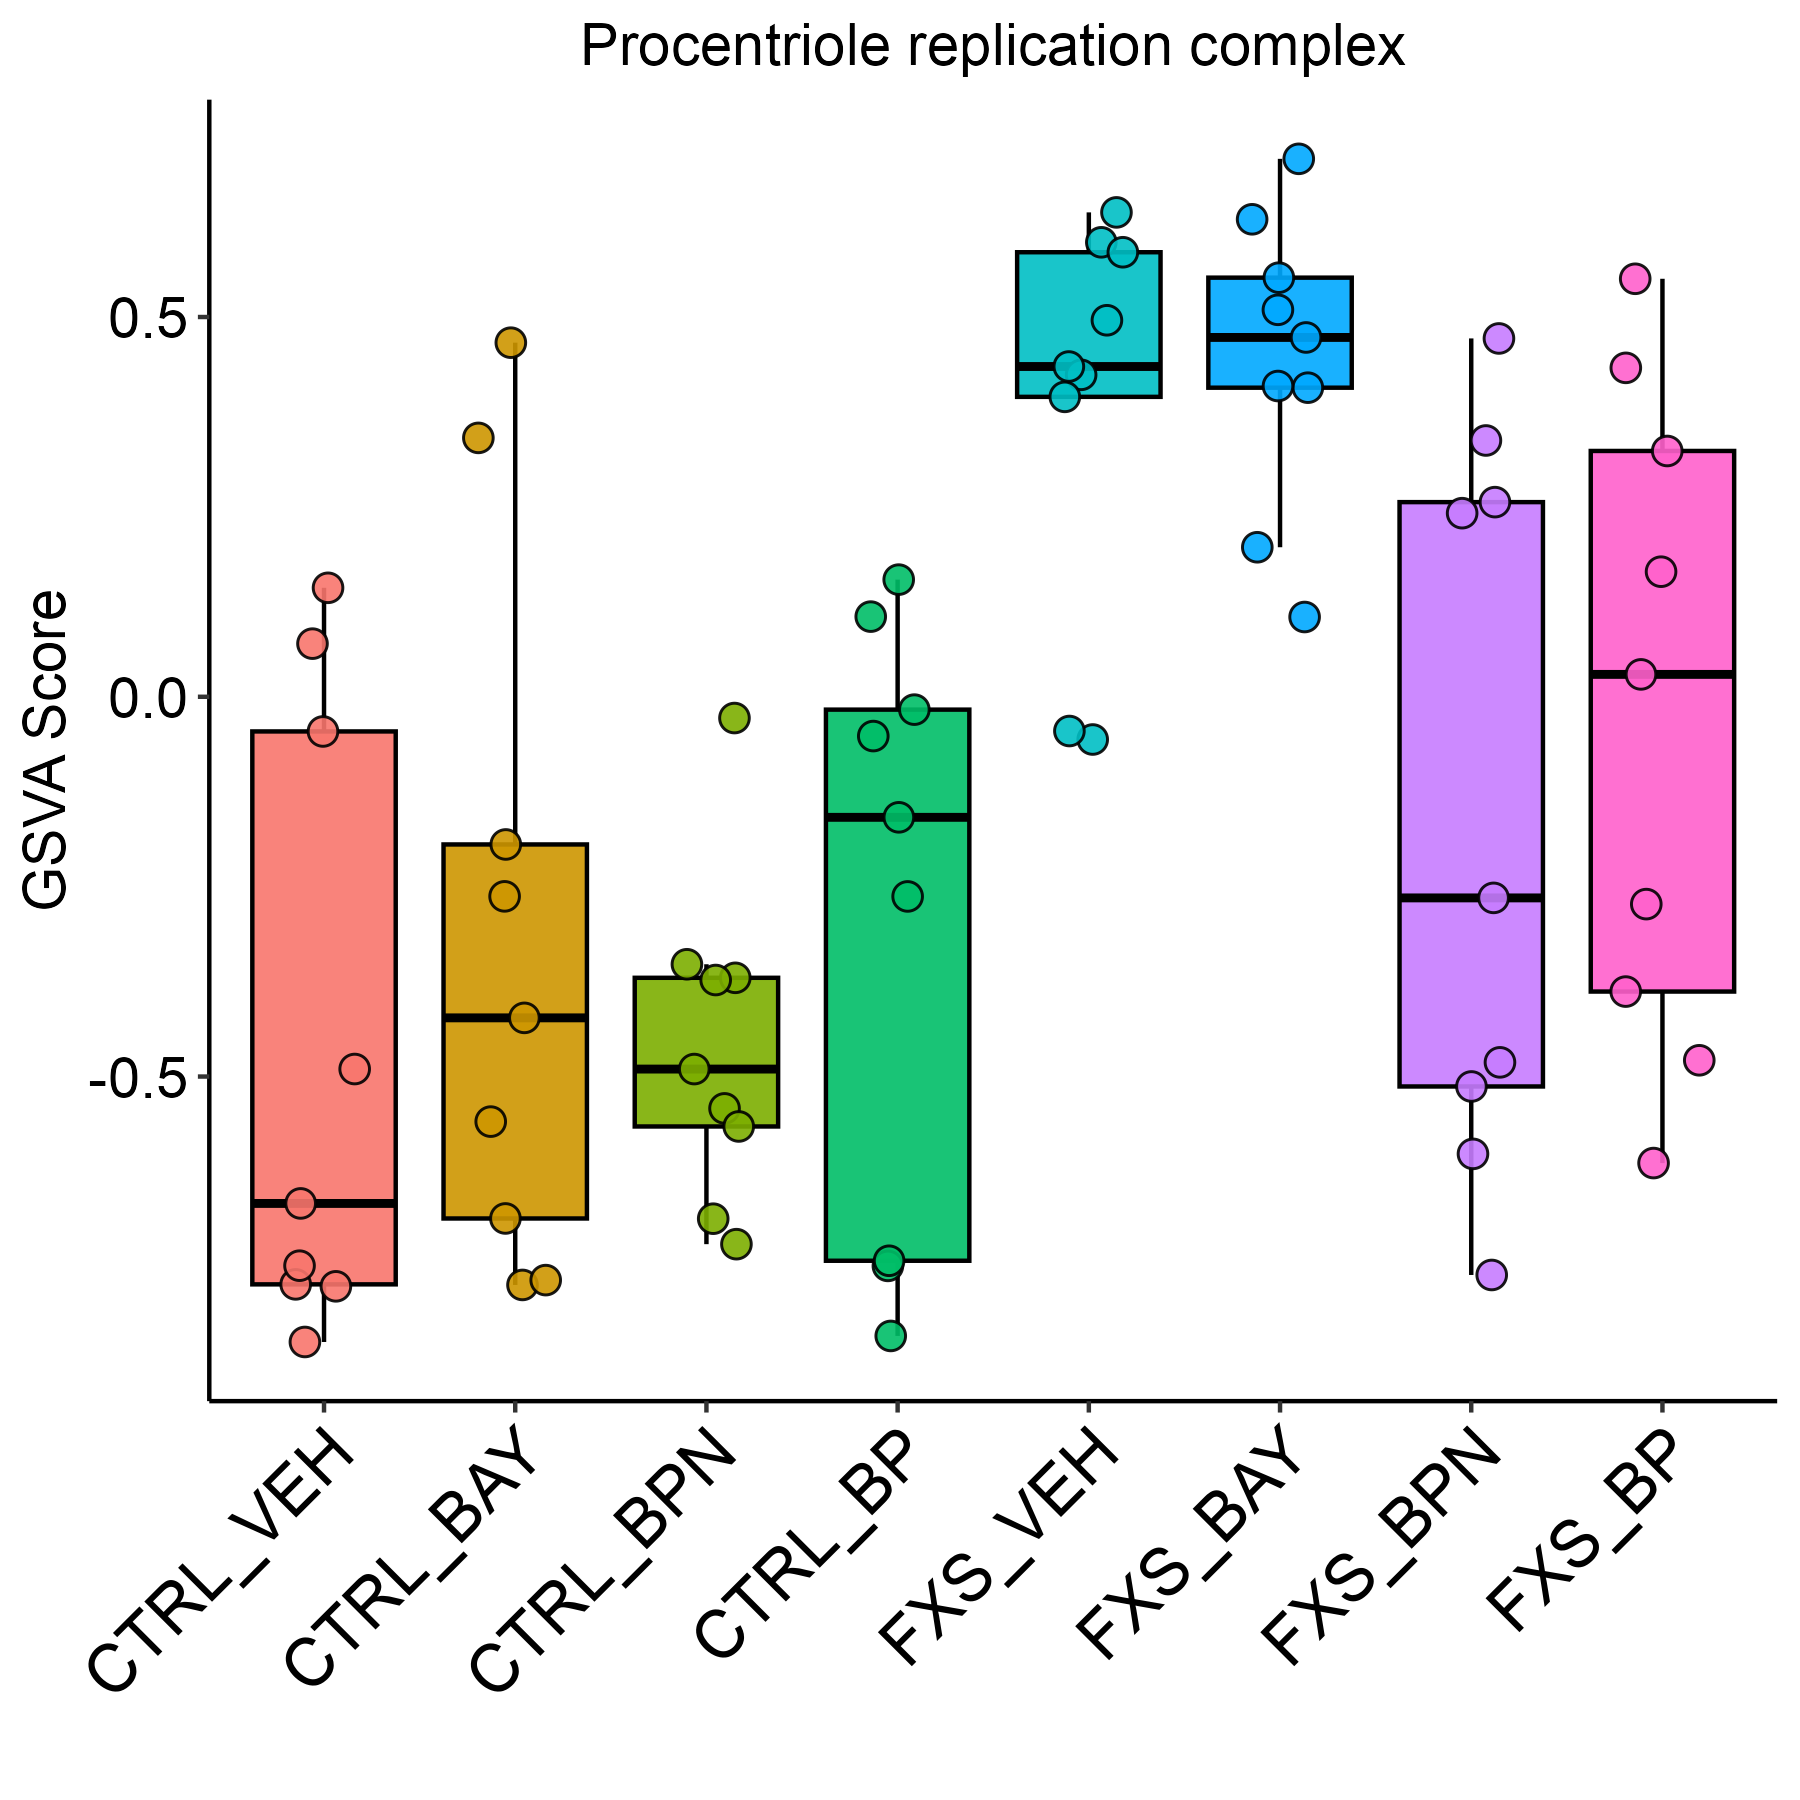 Procentriole replication complex
GSVA Score
0.5
0.0
-0.5
CTRL_VEH
CTRL_BAY
CTRL_BPN
CTRL_BP
FXS_VEH
FXS_BAY
FXS_BPN
FXS_BP